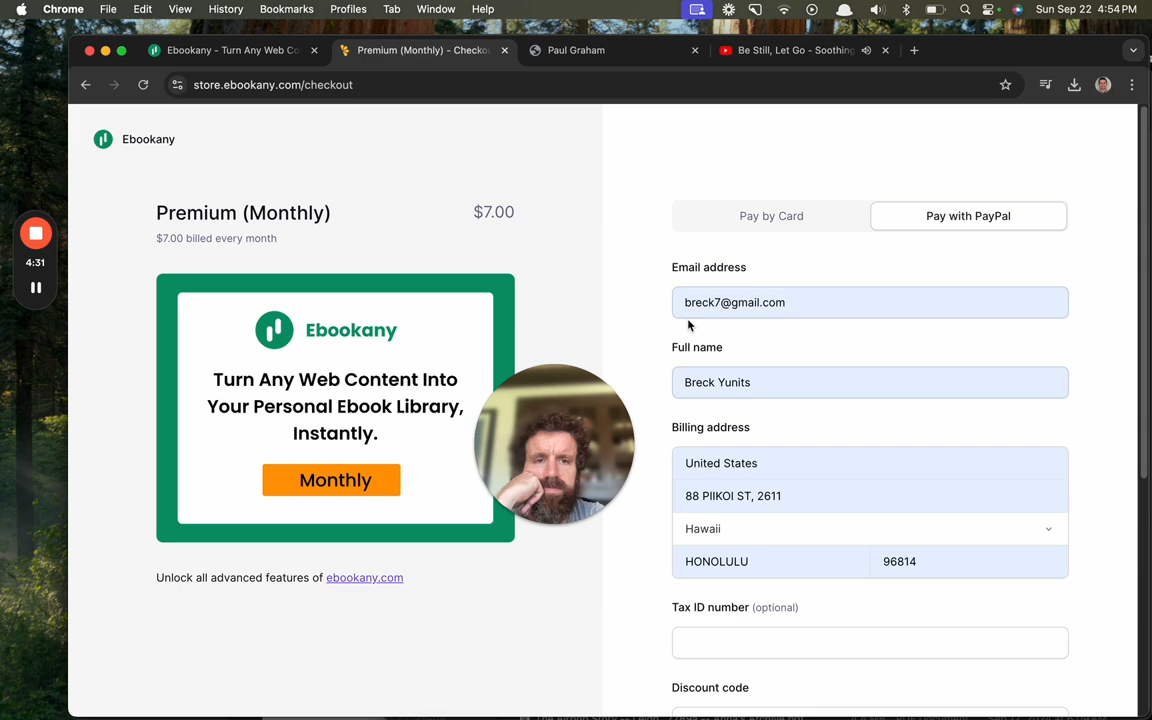 Chrome File Edit View History Bookmarks Profiles Tab Window Help Sun Sep 22 4:54 PM
Ebookany - Turn Any Web Co
Premium (Monthly) - Checko
Paul Graham
Be Still, Let Go - Soothing
store.ebookany.com/checkout
Ebookany
Premium (Monthly) $7.00
$7.00 billed every month
Ebookany
Turn Any Web Content Into
Your Personal Ebook Library,
Instantly.
Monthly
Unlock all advanced features of ebookany.com
4:31
Pay by Card Pay with PayPal
Email address
breck7@gmail.com
Full name
Breck Yunits
Billing address
United States
88 PIIKOI ST, 2611
Hawaii
HONOLULU 96814
Tax ID number (optional)
Discount code